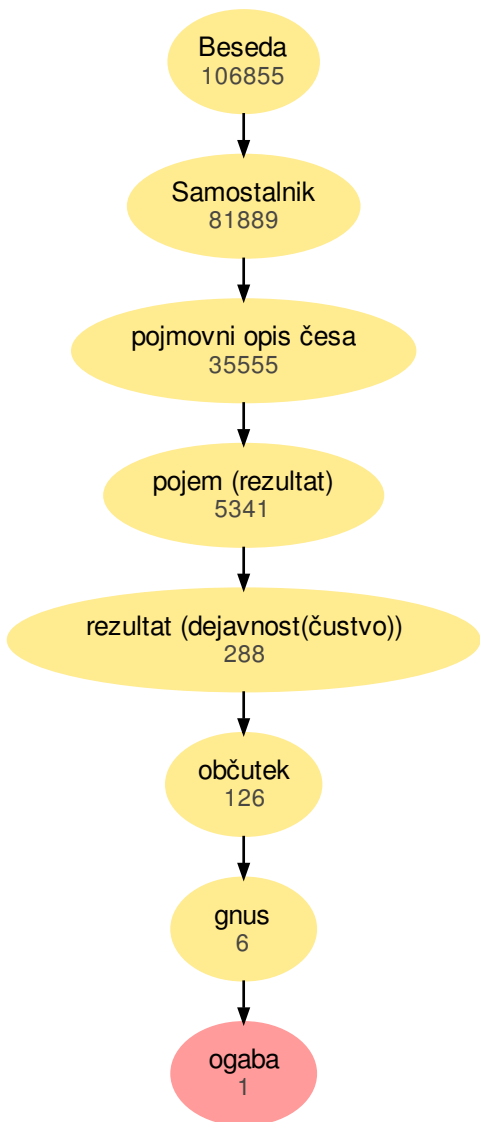 Beseda
106855
Samostalnik
81889
pojmovni opis česa
35555
pojem (rezultat)
5341
rezultat (dejavnost(čustvo))
288
občutek
126
gnus
6
ogaba
1